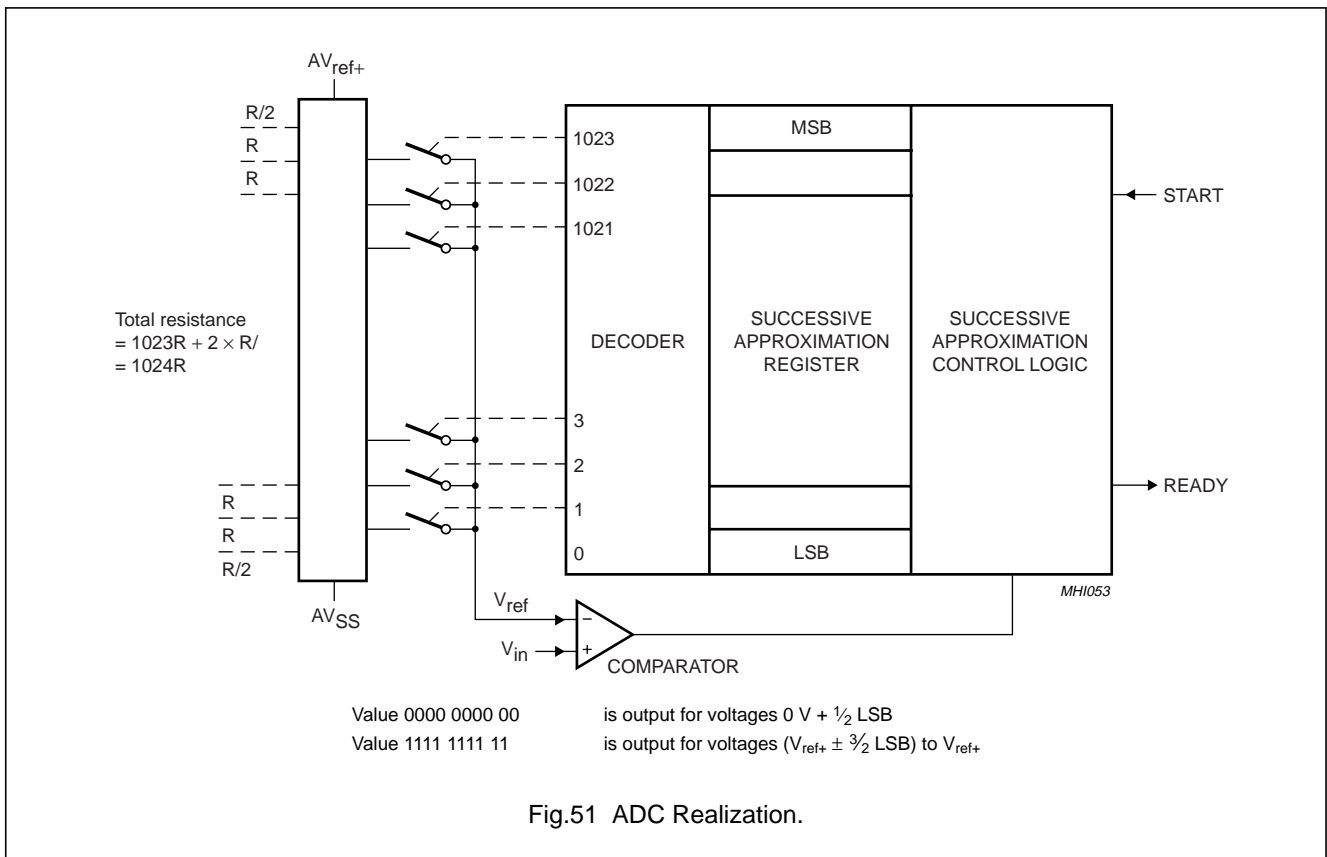 AVref+
R/2
R
R
1023
1022
1021
MSB
START
Total resistance
= 1023R + 2 × R/
= 1024R
DECODER
SUCCESSIVE
APPROXIMATION
REGISTER
SUCCESSIVE
APPROXIMATION
CONTROL LOGIC
3
2
1
0
READY
R
R
R/2
LSB
AVSS
MHI053
Vref
−
Vin
+
COMPARATOR
Value 0000 0000 00 is output for voltages 0 V + 1⁄2 LSB
Value 1111 1111 11 is output for voltages (Vref+ ± 3⁄2 LSB) to Vref+
Fig.51 ADC Realization.